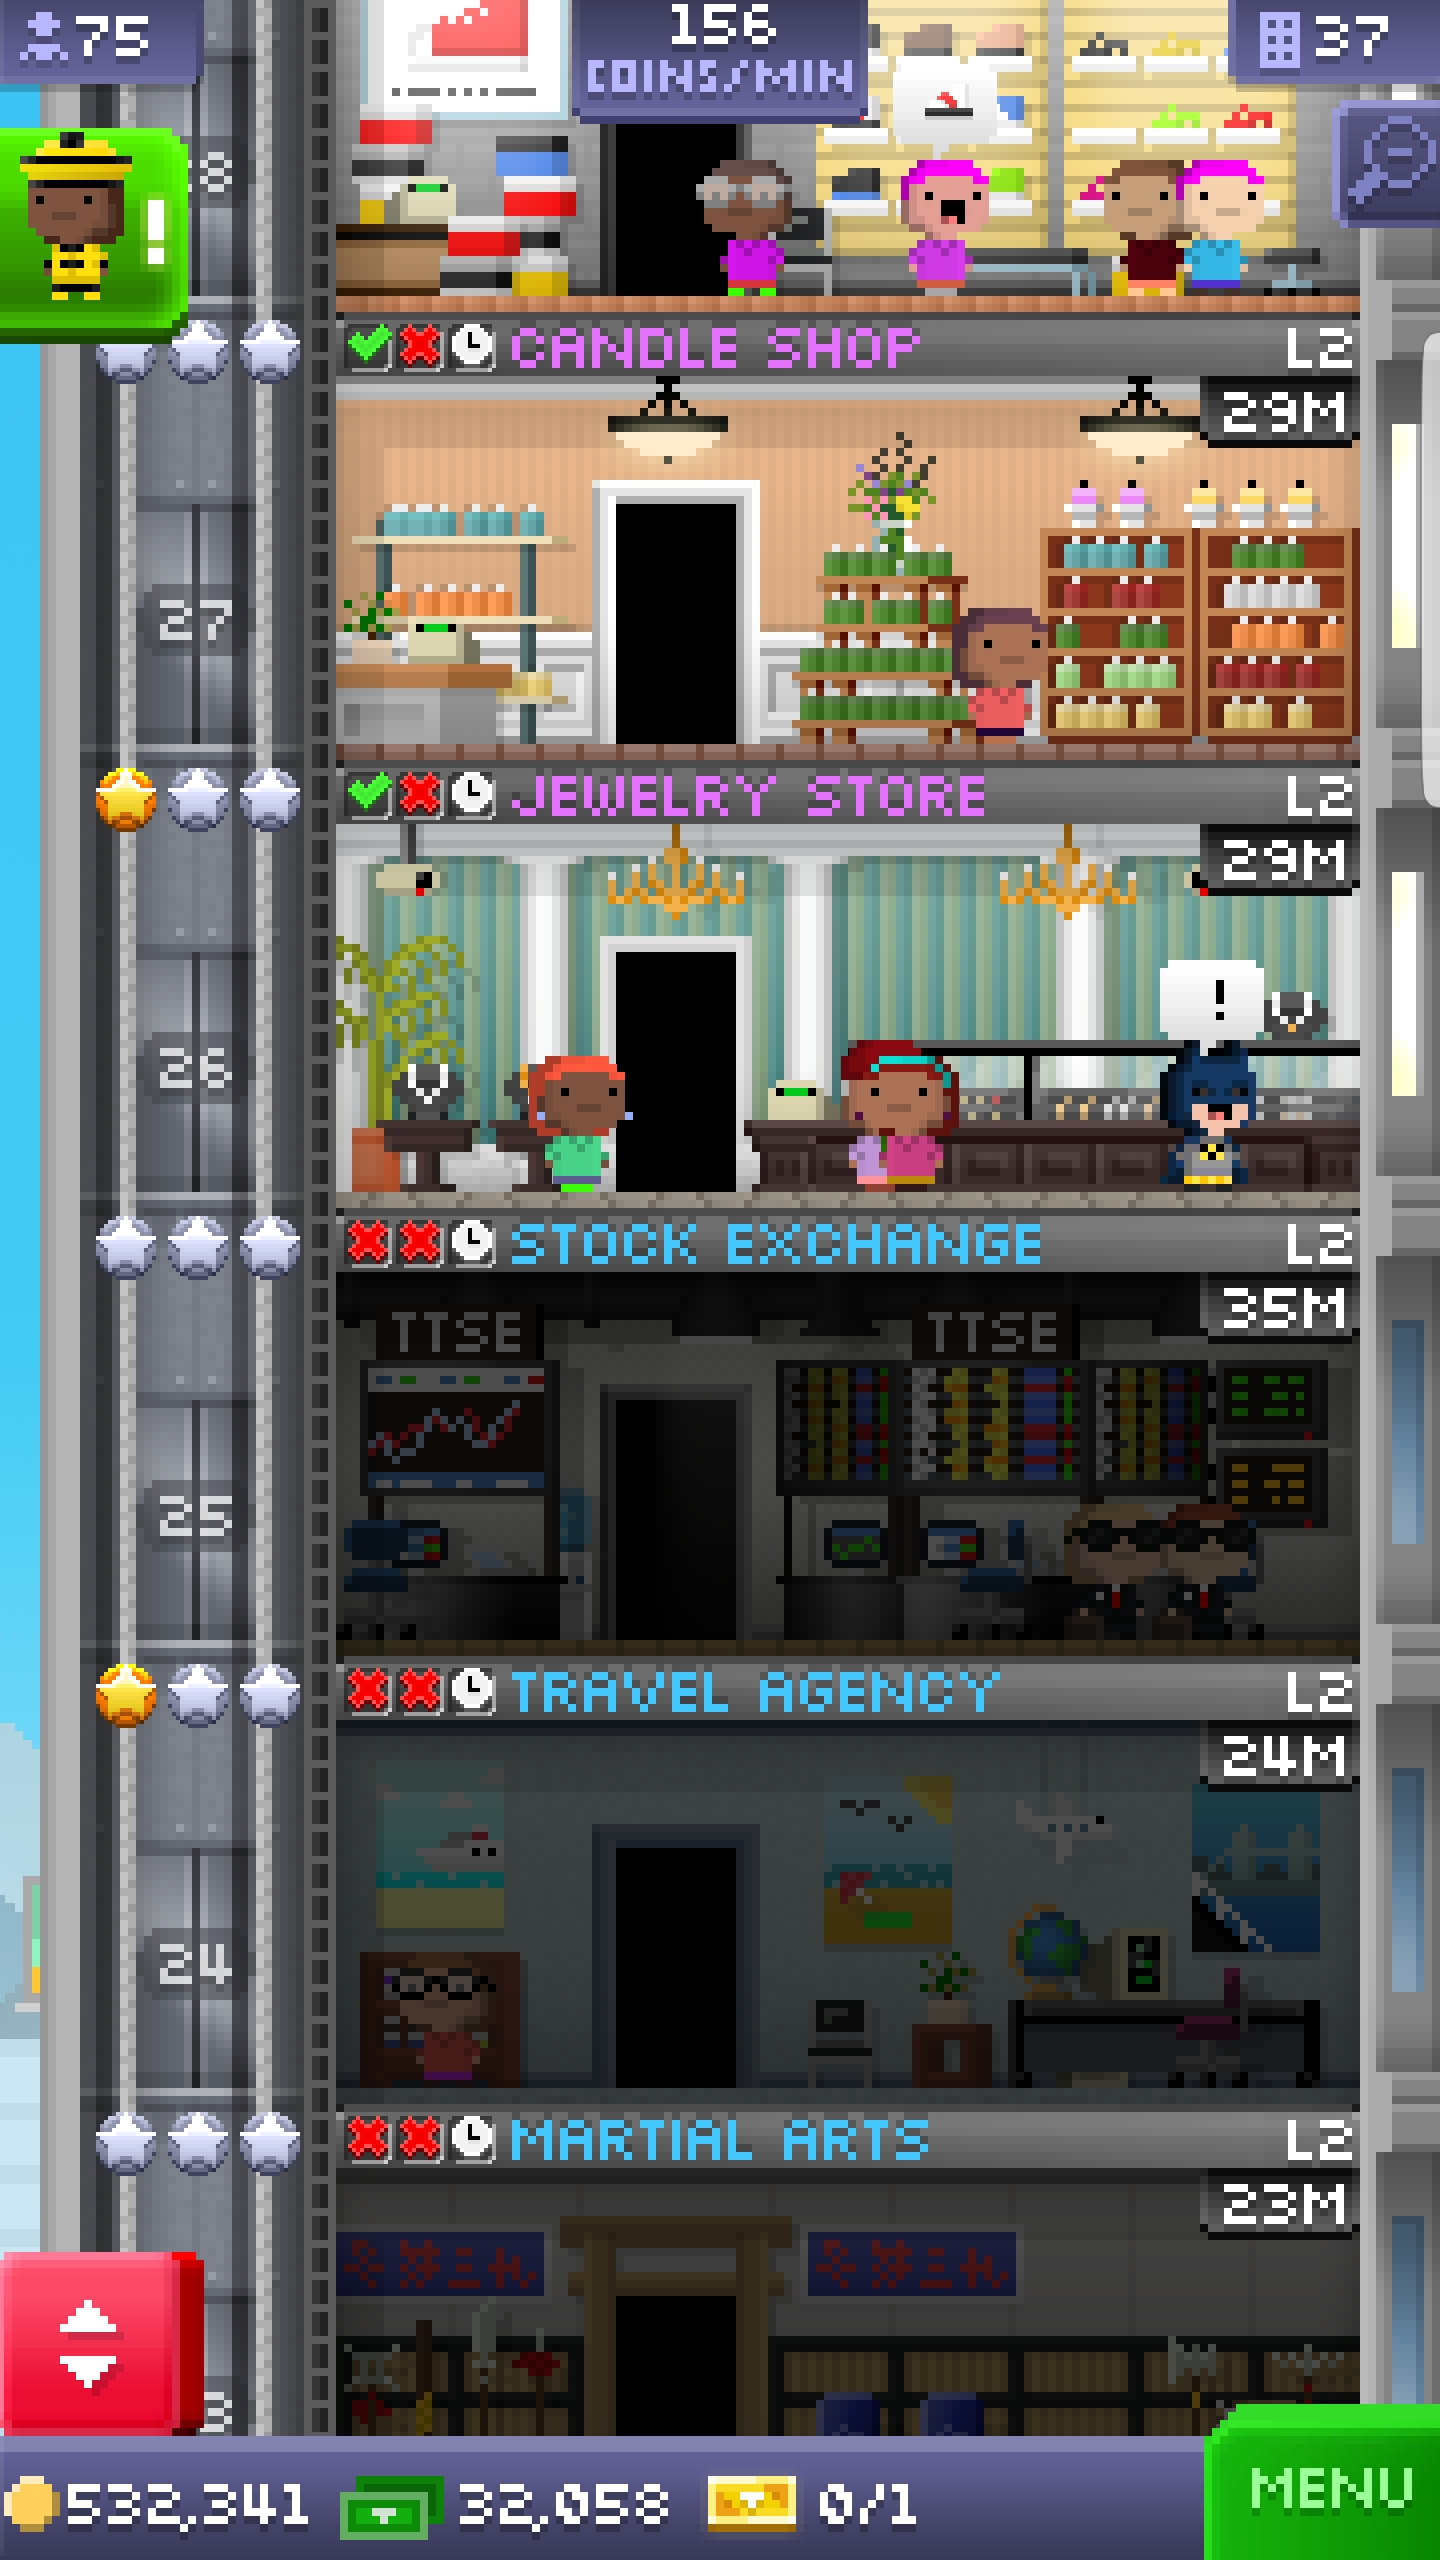 75
156
COINS/MIN
37
!
CANDLE SHOP L2
29M
27
JEWELRY STORE L2
29M
!
26
STOCK EXCHANGE L2
35M
TTSE TTSE
25
TRAVEL AGENCY L2
24M
24
MARTIAL ARTS L2
23M
532,341 32,058 0/1
MENU